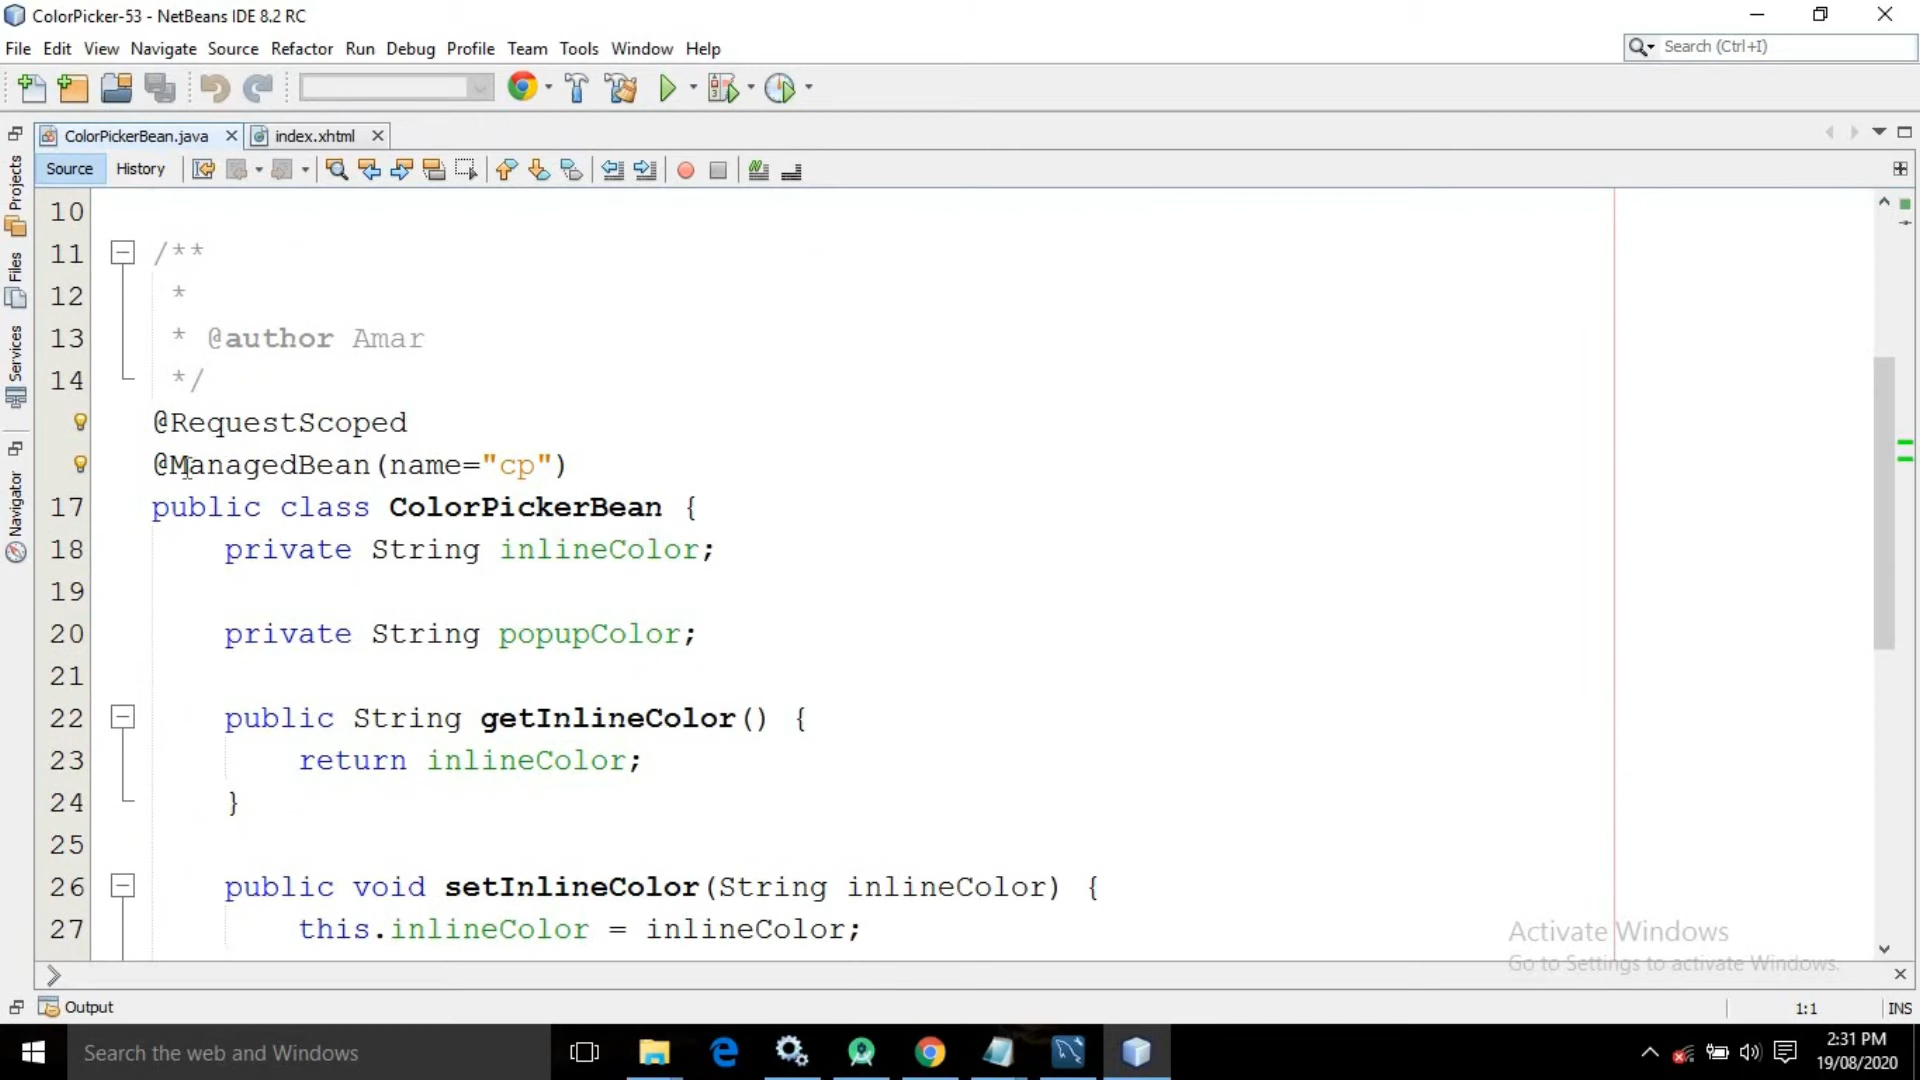 ColorPicker-53 - NetBeans IDE 8.2 RC
File Edit View Navigate Source Refactor Run Debug Profile Team Tools Window Help
Search (Ctrl+I)
ColorPickerBean.java index.xhtml
Source History
Projects
Files
Services
Navigator
10
11 /**
12 *
13 * @author Amar
14 */
@RequestScoped
@ManagedBean(name="cp")
17 public class ColorPickerBean {
18 private String inlineColor;
19
20 private String popupColor;
21
22 public String getInlineColor() {
23 return inlineColor;
24 }
25
26 public void setInlineColor(String inlineColor) {
27 this.inlineColor = inlineColor;
Activate Windows
Go to Settings to activate Windows.
Output
1:1 INS
Search the web and Windows
2:31 PM
19/08/2020